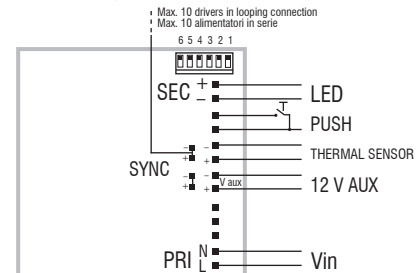 Max. 10 drivers in looping connection
Max. 10 alimentatori in serie
6 5 4 3 2 1
SEC + −
LED
PUSH
− −
THERMAL SENSOR
+ +
SYNC
− −
V aux
12 V AUX
+ +
PRI N L
Vin